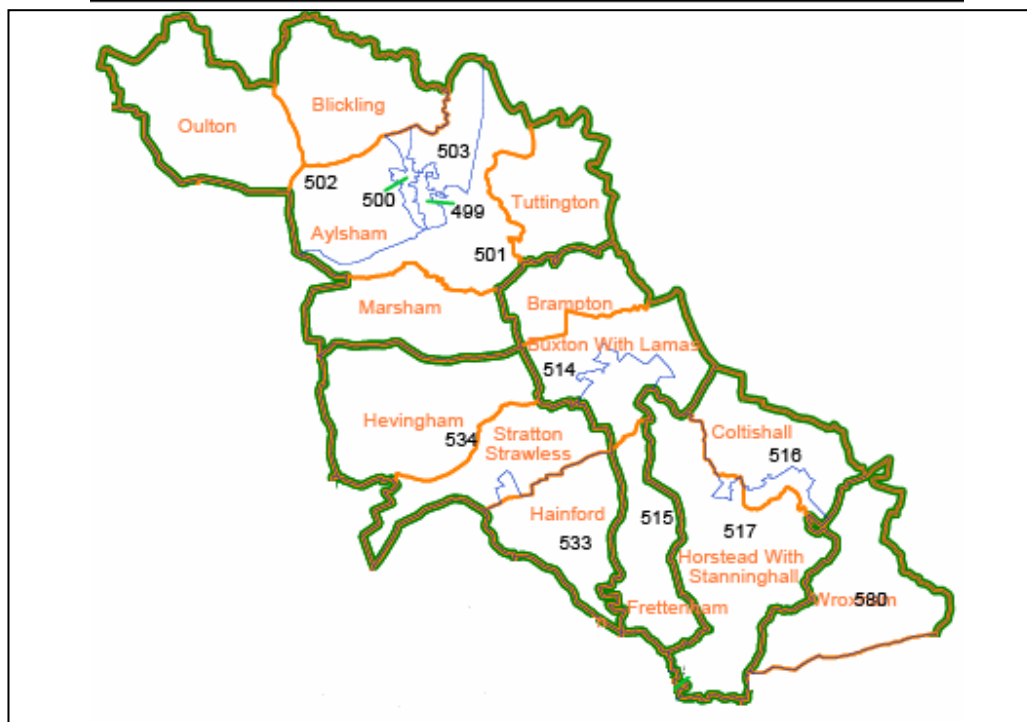 Blickling
Oulton
503
502
500
Tuttington
499
Aylsham
501
Brampton
Marsham
Buxton With Lamas
514
Hevingham
534
Stratton
Strawless
Coltishall
516
Hainford
515
517
533
Horstead With
Stanninghall
Wroxham
580
Frettenham